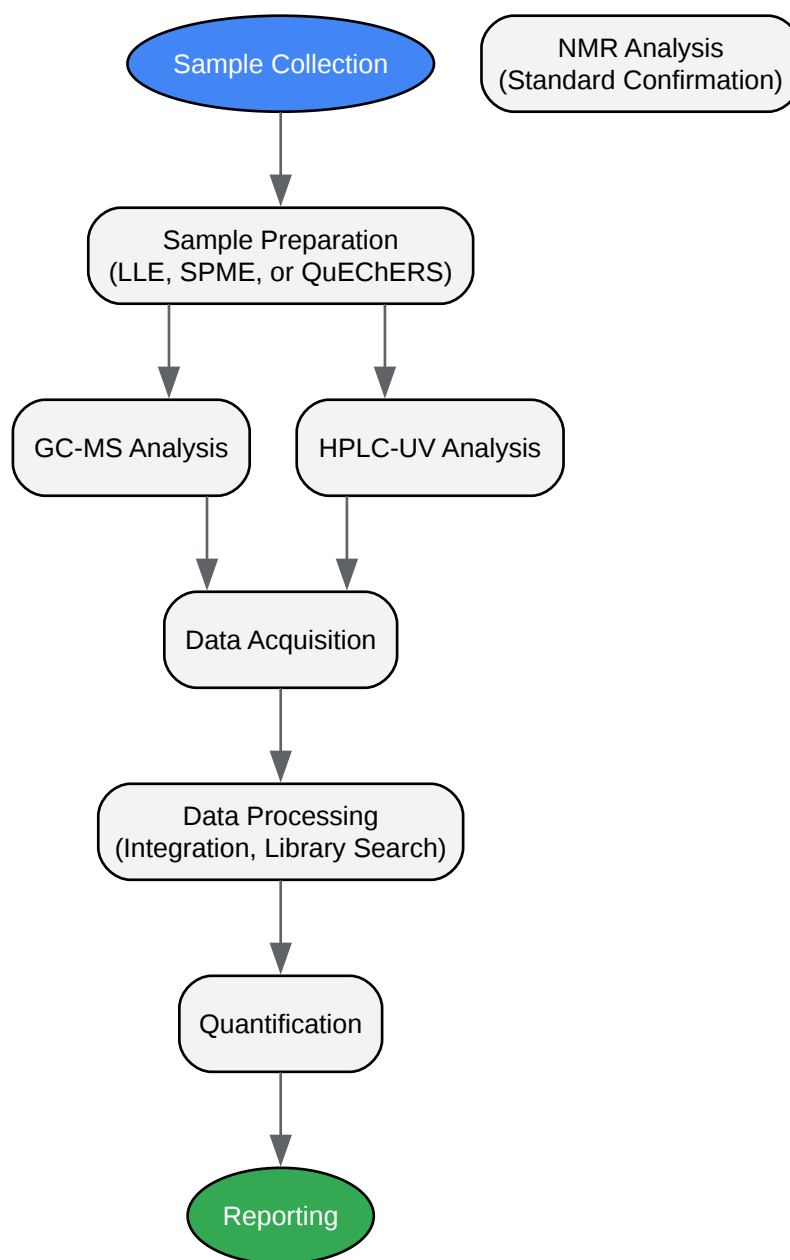 Sample Collection
NMR Analysis
(Standard Confirmation)
Sample Preparation
(LLE, SPME, or QuEChERS)
GC-MS Analysis
HPLC-UV Analysis
Data Acquisition
Data Processing
(Integration, Library Search)
Quantification
Reporting